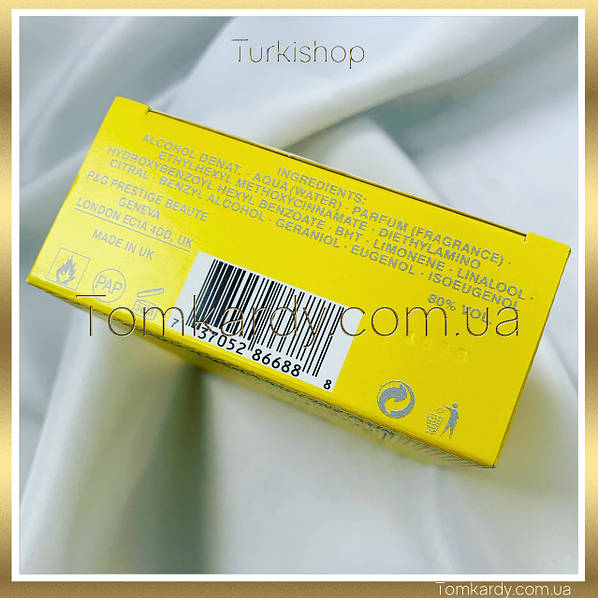 Turkishop
INGREDIENTS:
ALCOHOL DENAT. · AQUA (WATER) · PARFUM (FRAGRANCE) ·
ETHYLHEXYL METHOXYCINNAMATE · DIETHYLAMINO
HYDROXYBENZOYL HEXYL BENZOATE · BHT · LIMONENE · LINALOOL ·
CITRAL · BENZYL ALCOHOL · GERANIOL · EUGENOL · ISOEUGENOL
80% VOL.
P&G PRESTIGE BEAUTE
GENEVA
LONDON EC1A 4DD, UK
MADE IN UK
PAP
Tomkardy.com.ua
7 37052 86688 8
Tomkardy.com.ua